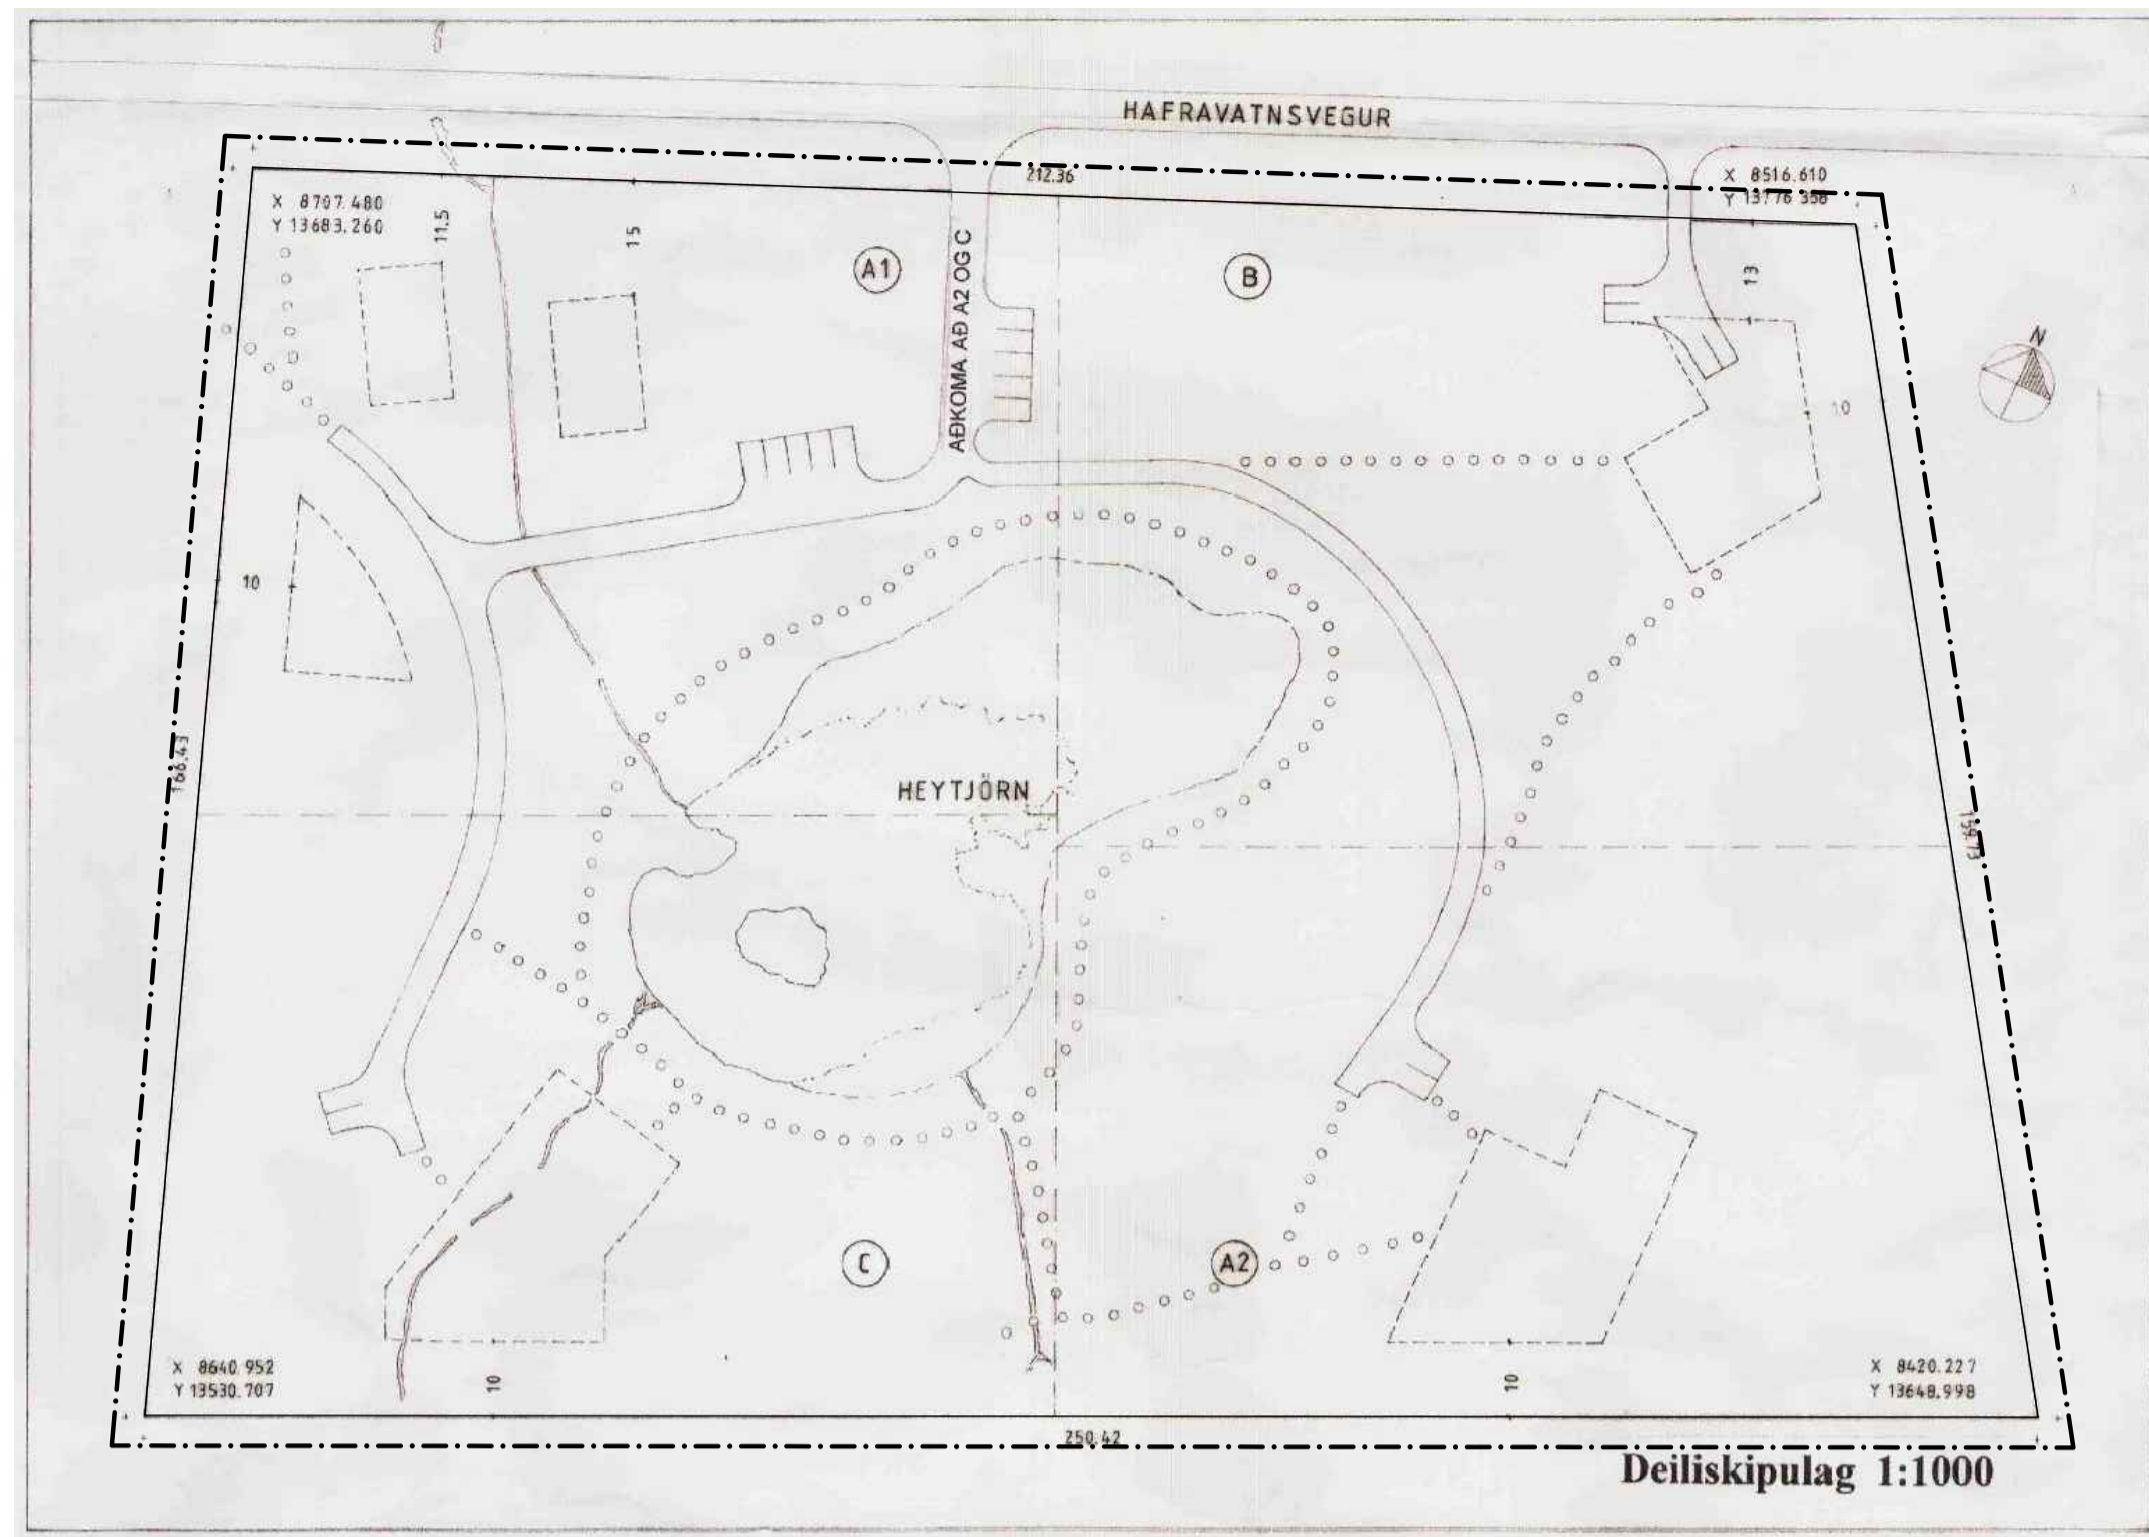 HAFRAVATNSVEGUR
212.36
X 8707.480
Y 13683.260
X 8516.610
Y 13776 358
11.5
15
A1
AÐKOMA AÐ A2 OG C
B
13
N
10
10
166.43
HEYTJÖRN
159.73
C
A2
X 8640.952
Y 13530.707
10
10
X 8420.227
Y 13648.998
250.42
Deiliskipulag 1:1000